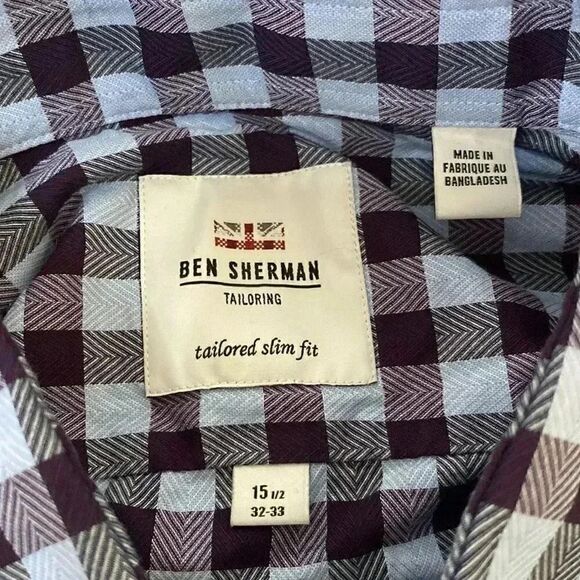 MADE IN
FABRIQUE AU
BANGLADESH
BEN SHERMAN
TAILORING
tailored slim fit
15 1/2
32-33